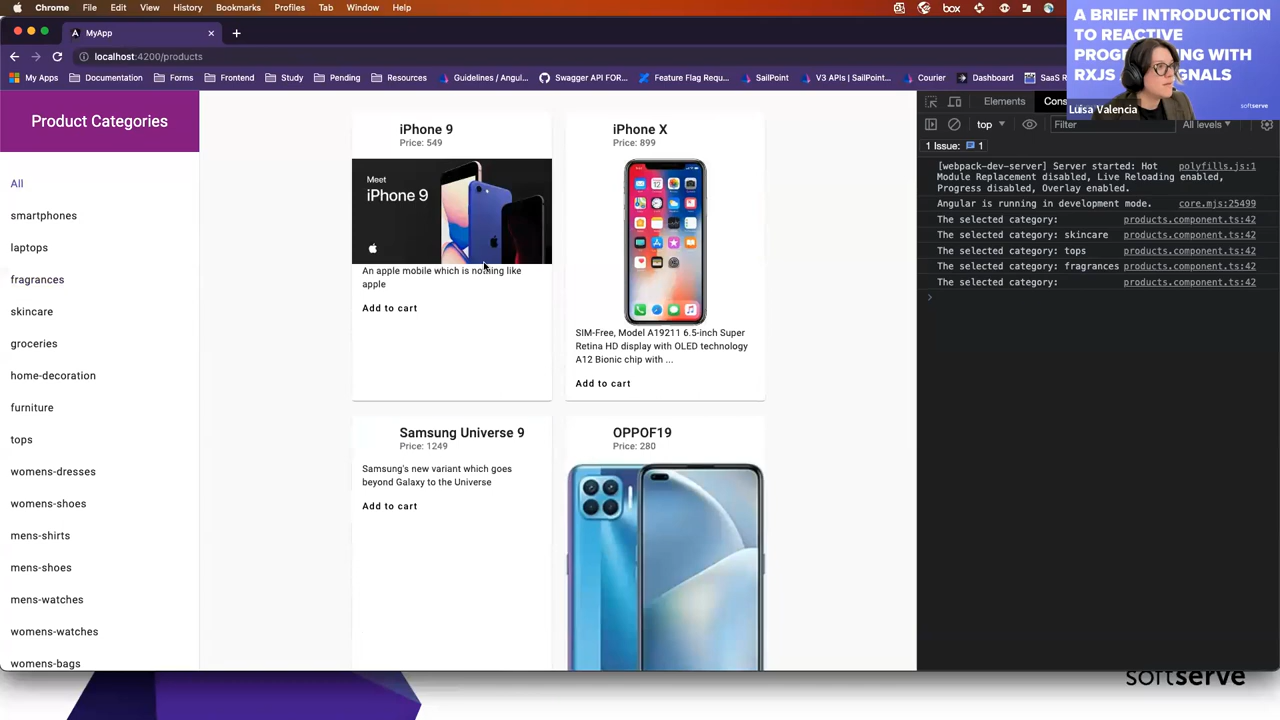 Chrome File Edit View History Bookmarks Profiles Tab Window Help
box
MyApp
localhost:4200/products
My Apps Documentation Forms Frontend Study Pending Resources Guidelines / Angul... Swagger API FOR... Feature Flag Requ... SailPoint V3 APIs | SailPoin... Courier Dashboard SaaS R
A BRIEF INTRODUCTION
TO REACTIVE
WITH
Luisa Valencia
softserve
Product Categories
All
smartphones
laptops
fragrances
skincare
groceries
home-decoration
furniture
tops
womens-dresses
womens-shoes
mens-shirts
mens-shoes
mens-watches
womens-watches
womens-bags
iPhone 9
Price: 549
Meet
iPhone 9
An apple mobile which is nothing like
apple
Add to cart
iPhone X
Price: 899
SIM-Free, Model A19211 6.5-inch Super
Retina HD display with OLED technology
A12 Bionic chip with ...
Add to cart
Samsung Universe 9
Price: 1249
Samsung's new variant which goes
beyond Galaxy to the Universe
Add to cart
OPPOF19
Price: 280
Elements
top
Filter
All levels
1 Issue: 1
[webpack-dev-server] Server started: Hot polyfills.js:1
Module Replacement disabled, Live Reloading enabled,
Progress disabled, Overlay enabled.
Angular is running in development mode. core.mjs:25499
The selected category: products.component.ts:42
The selected category: skincare products.component.ts:42
The selected category: tops products.component.ts:42
The selected category: fragrances products.component.ts:42
The selected category: products.component.ts:42
softserve